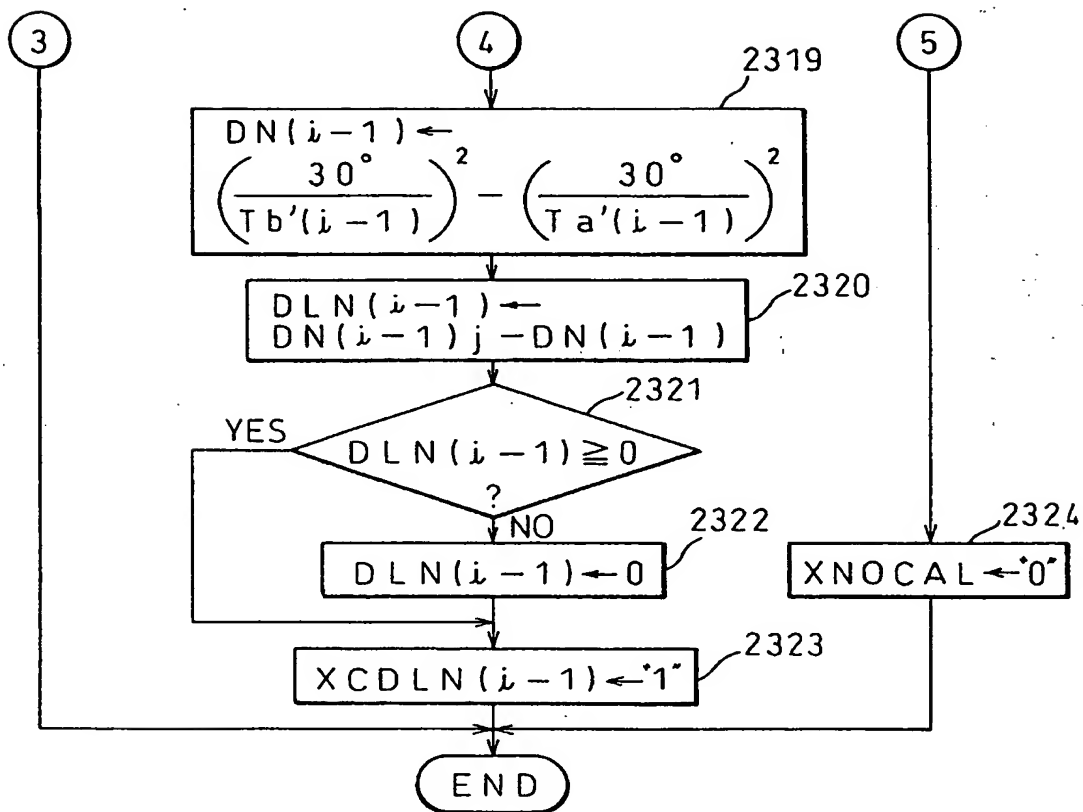 3
4
5
2319
DN(i-1)←
(30°/Tb'(i-1))² - (30°/Ta'(i-1))²
2320
DLN(i-1)←
DN(i-1)j-DN(i-1)
2321
YES
DLN(i-1)≧0
?
NO
2322
DLN(i-1)←0
2324
XNOCAL←"0"
2323
XCDLN(i-1)←"1"
END